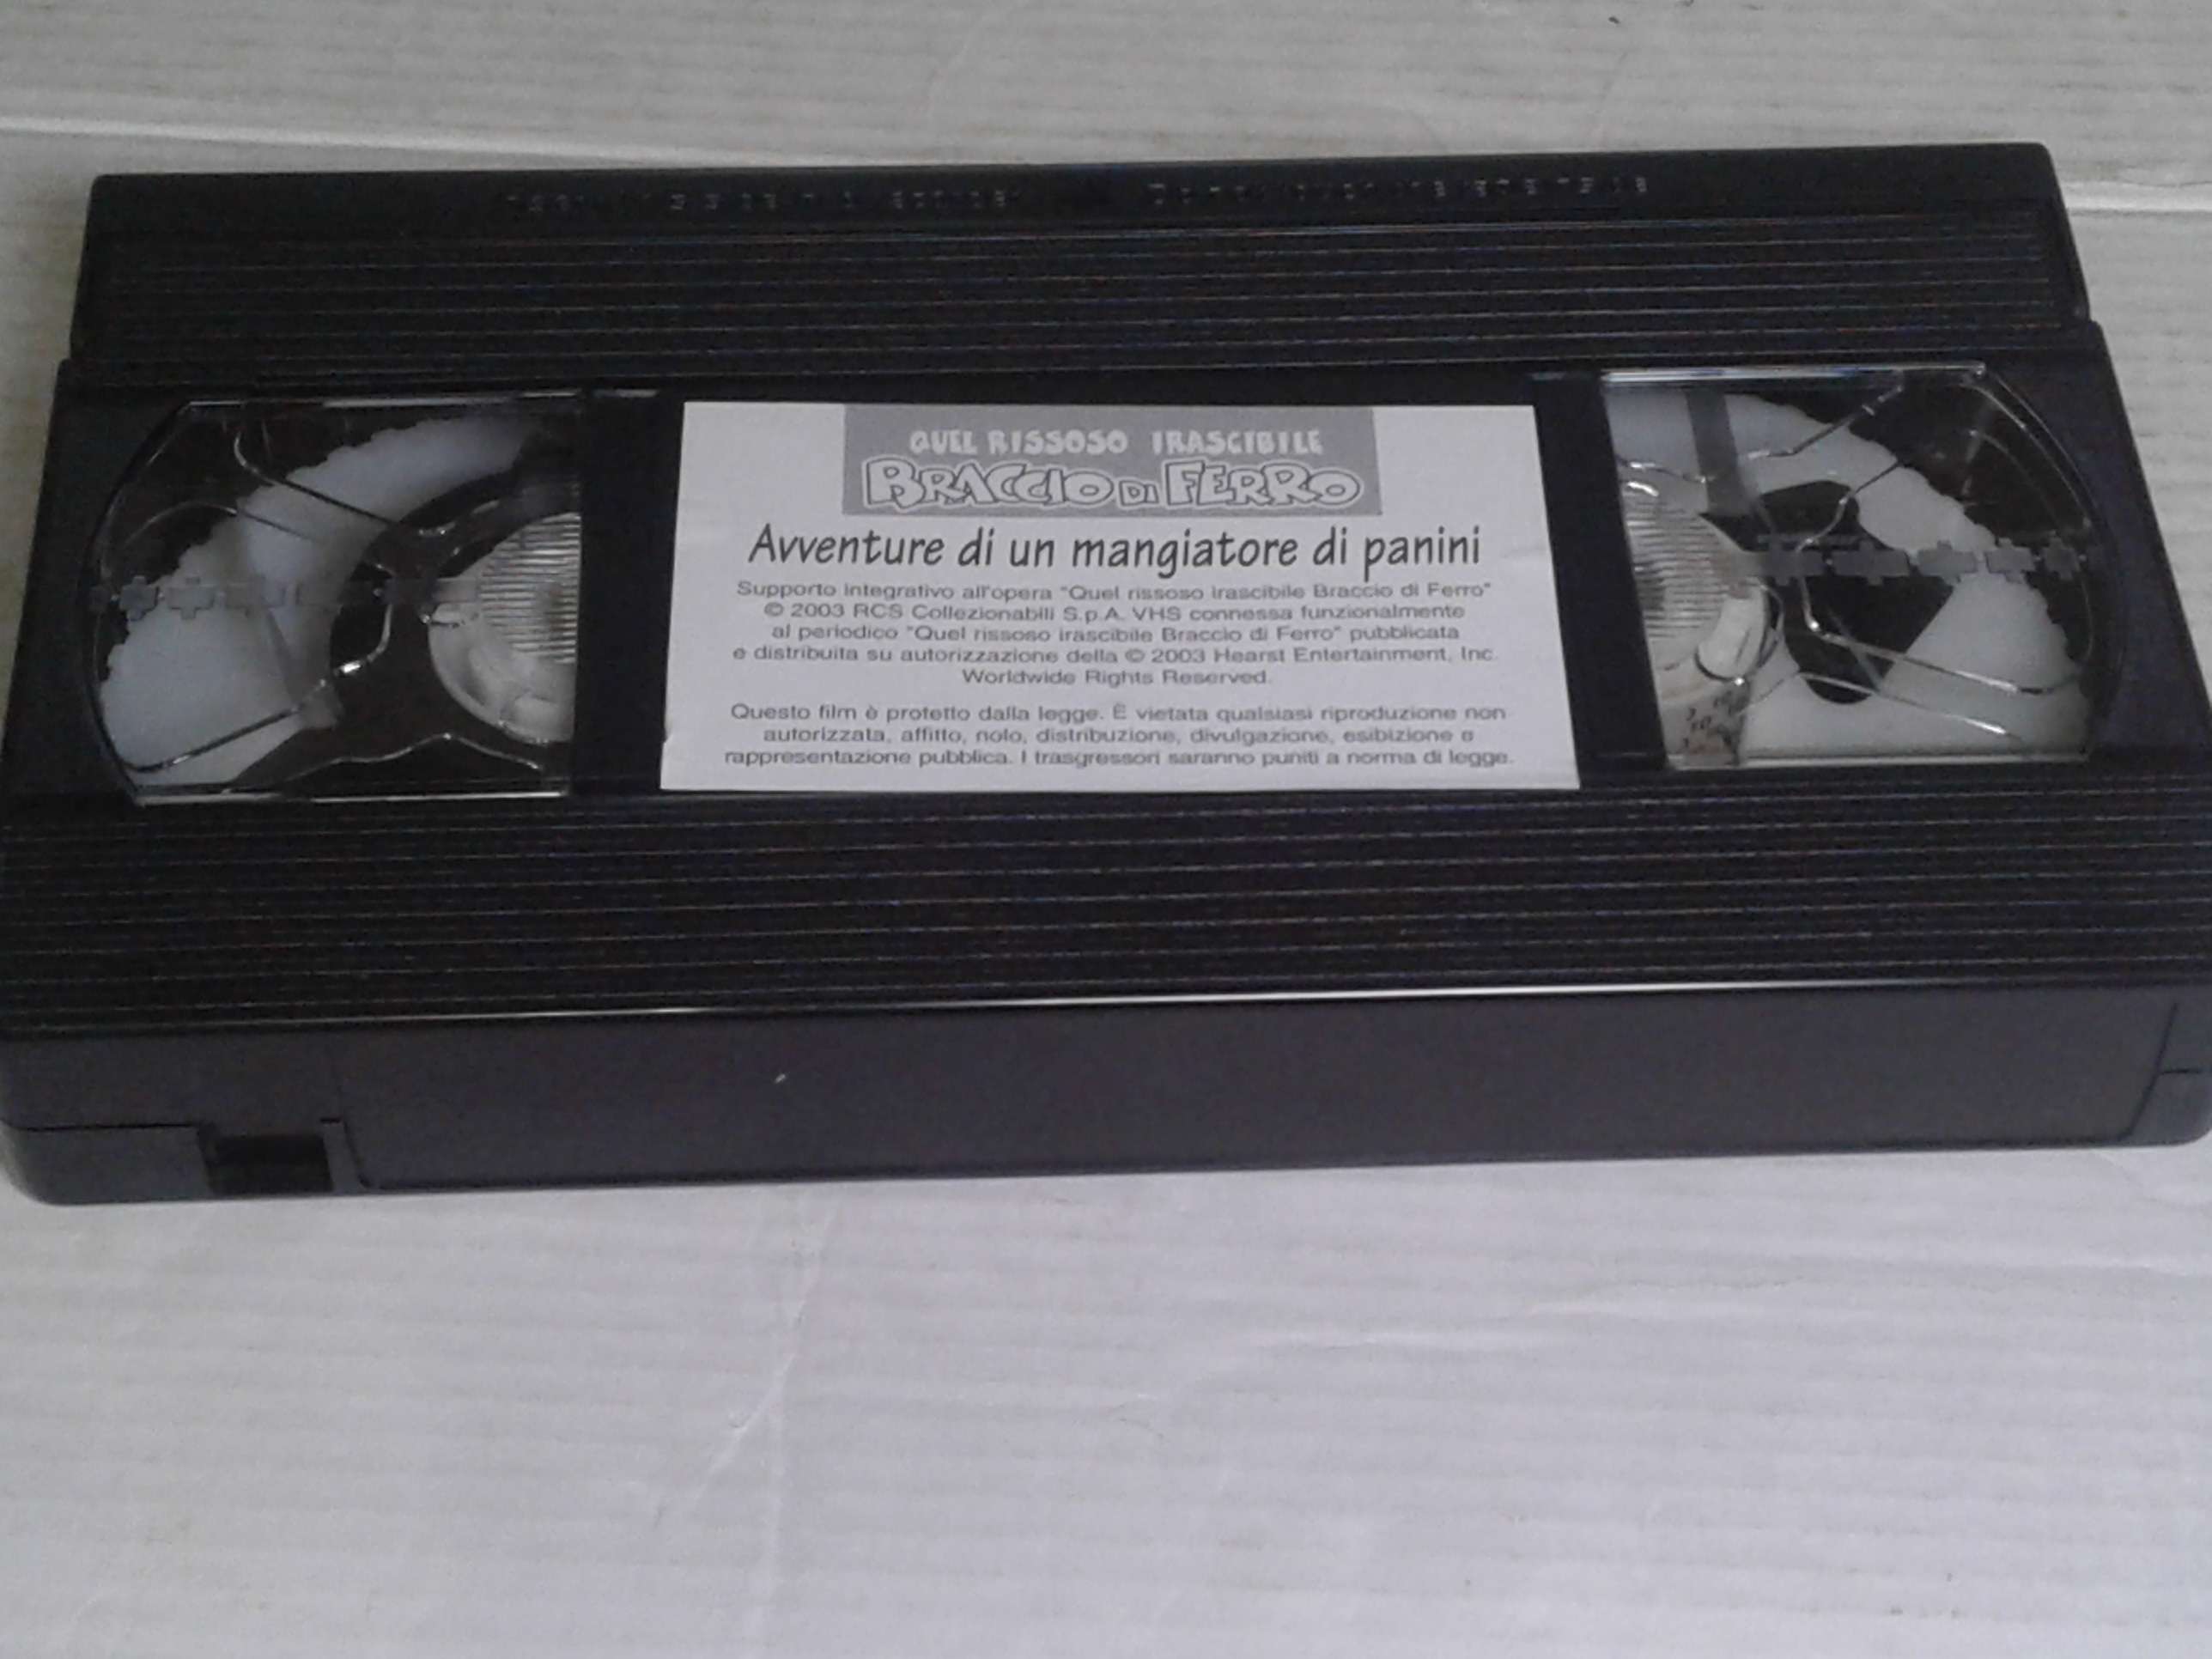 QUEL RISSOSO IRASCIBILE
BRACCIO DI FERRO
Avventure di un mangiatore di panini
Supporto integrativo all'opera "Quel rissoso irascibile Braccio di Ferro"
© 2003 RCS Collezionabili S.p.A. VHS connessa funzionalmente
al periodico "Quel rissoso irascibile Braccio di Ferro" pubblicata
e distribuita su autorizzazione della © 2003 Hearst Entertainment, Inc.
Worldwide Rights Reserved.
Questo film è protetto dalla legge. È vietata qualsiasi riproduzione non
autorizzata, affitto, nolo, distribuzione, divulgazione, esibizione e
rappresentazione pubblica. I trasgressori saranno puniti a norma di legge.